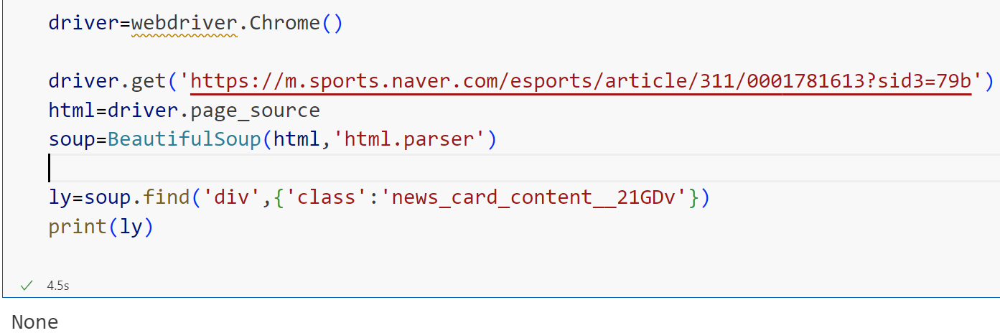 driver=webdriver.Chrome()
driver.get('https://m.sports.naver.com/esports/article/311/0001781613?sid3=79b')
html=driver.page_source
soup=BeautifulSoup(html,'html.parser')
ly=soup.find('div',{'class':'news_card_content__21GDv'})
print(ly)
4.5s
None